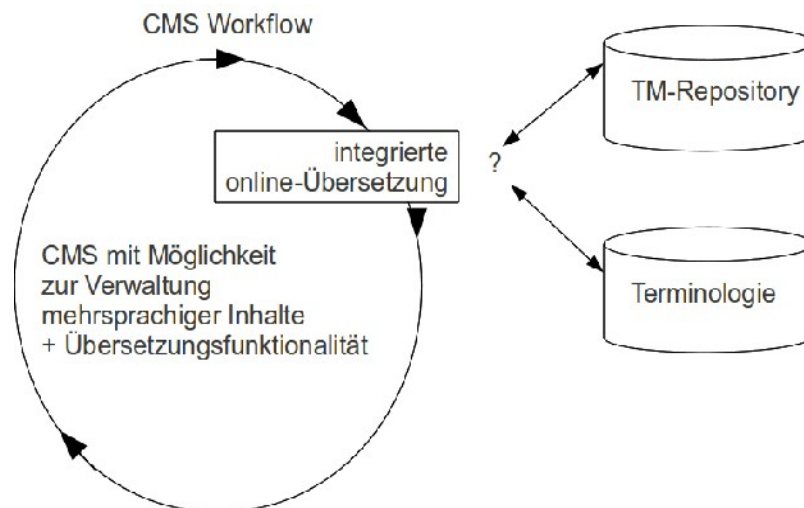 CMS Workflow
TM-Repository
integrierte
online-Übersetzung
?
CMS mit Möglichkeit
zur Verwaltung
mehrsprachiger Inhalte
+ Übersetzungsfunktionalität
Terminologie